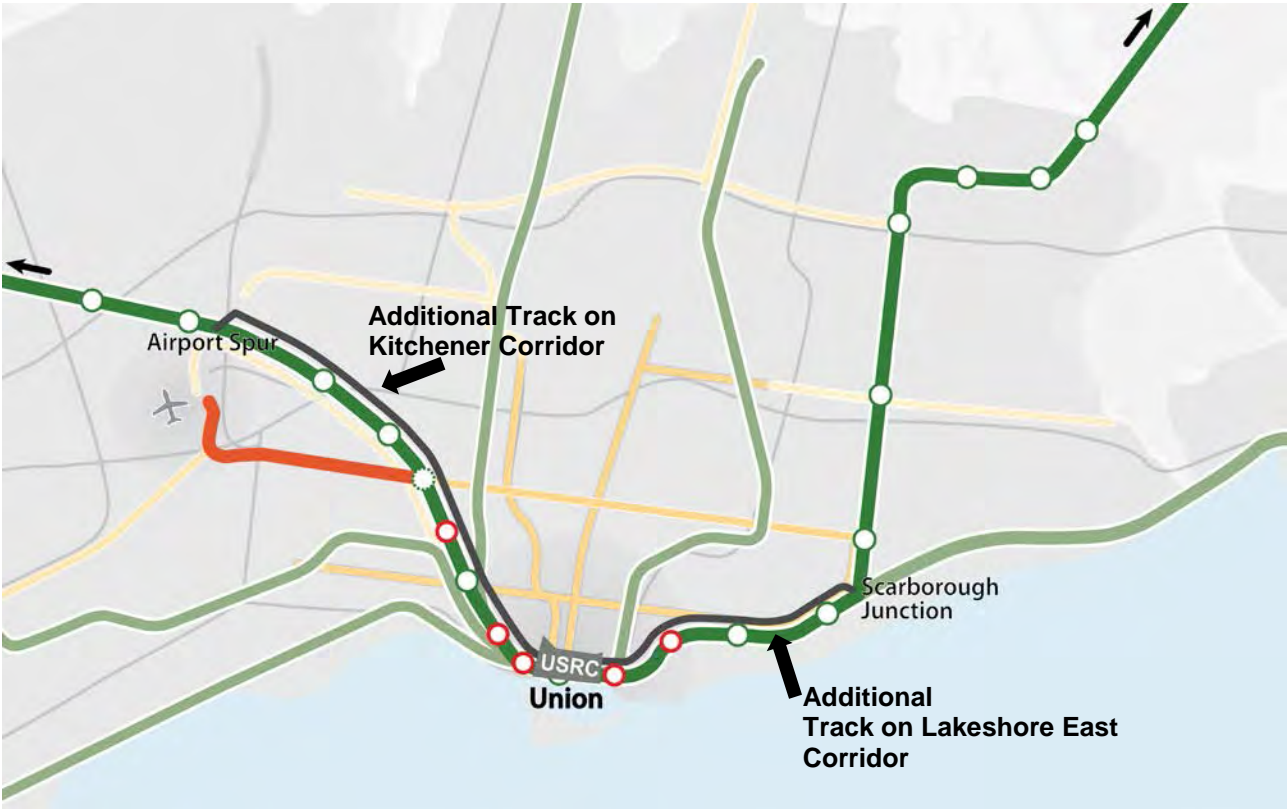 Additional Track on
Kitchener Corridor
Airport Spur
Scarborough
Junction
USRC
Union
Additional
Track on Lakeshore East
Corridor